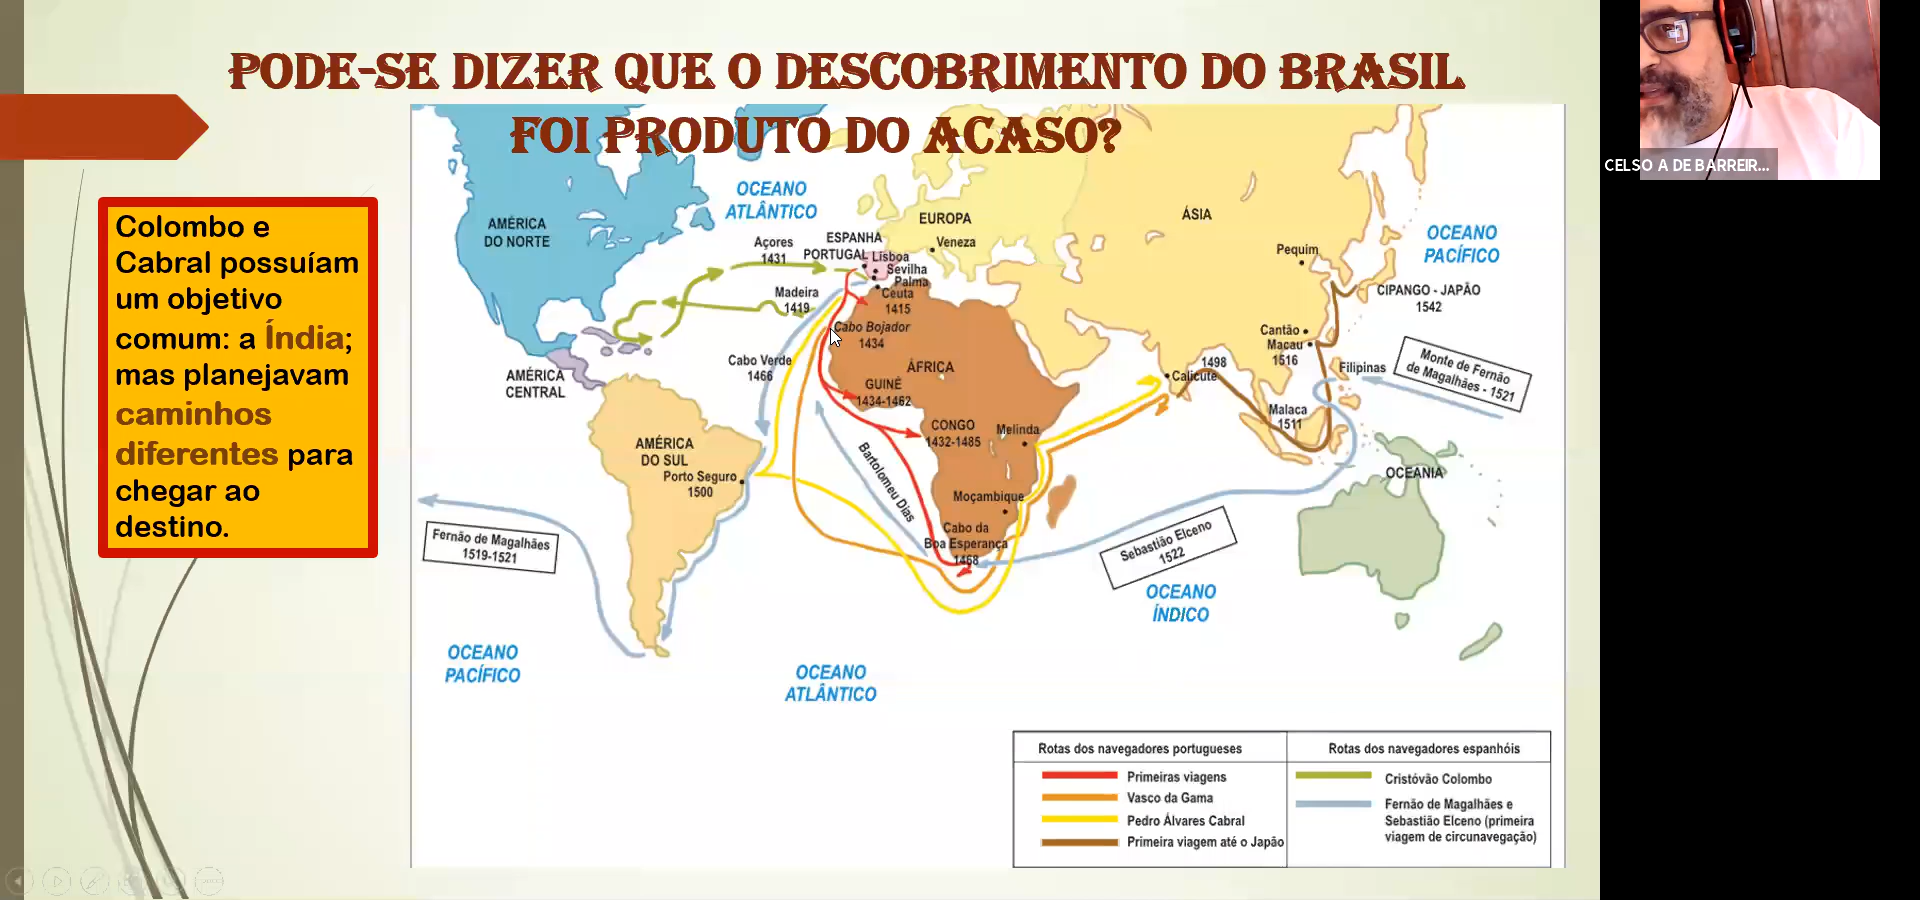 PODE-SE DIZER QUE O DESCOBRIMENTO DO BRASIL
FOI PRODUTO DO ACASO?
CELSO A DE BARREIR...
Colombo e
Cabral possuíam
um objetivo
comum: a Índia;
mas planejavam
caminhos
diferentes para
chegar ao
destino.
OCEANO
ATLÂNTICO
AMÉRICA
DO NORTE
EUROPA
ÁSIA
OCEANO
PACÍFICO
Açores
1431
ESPANHA
PORTUGAL
Lisboa
Sevilha
Palma
Ceuta
1415
Veneza
Pequim
Madeira
1419
CIPANGO - JAPÂO
1542
Cabo Bojador
1434
Cantão
Macau
1516
Cabo Verde
1466
ÁFRICA
1498
Calicute
Filipinas
Monte de Fernão
de Magalhães - 1521
AMÉRICA
CENTRAL
GUINÉ
1434-1462
Malaca
1511
AMÉRICA
DO SUL
CONGO
1432-1485
Melinda
Porto Seguro
1500
Bartolomeu Dias
OCEANIA
Moçambique
Cabo da
Boa Esperança
1468
Fernão de Magalhães
1519-1521
Sebastião Elceno
1522
OCEANO
ÍNDICO
OCEANO
PACÍFICO
OCEANO
ATLÂNTICO
Rotas dos navegadores portugueses
Primeiras viagens
Vasco da Gama
Pedro Álvares Cabral
Primeira viagem até o Japão
Rotas dos navegadores espanhóis
Cristóvão Colombo
Fernão de Magalhães e
Sebastião Elceno (primeira
viagem de circunavegação)